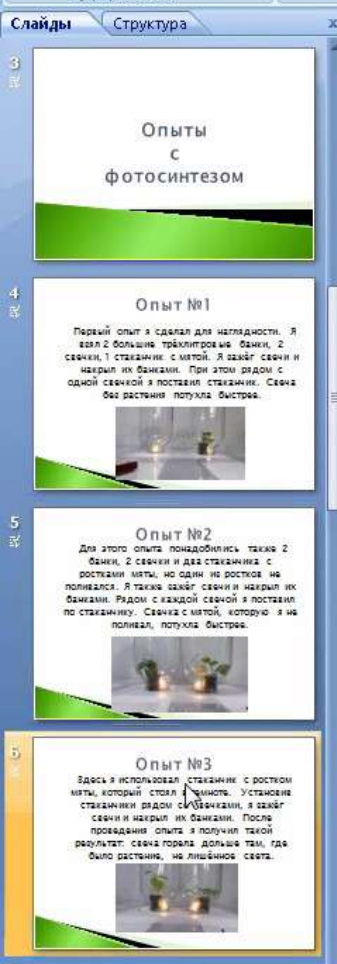 Слайды
Структура
x
3
Опыты
с
фотосинтезом
4
Опыт №1
Первый опыт я сделал для наглядности. Я
взял 2 большие трёхлитровые банки, 2
свечки, 1 стаканчик с мятой. Я зажёг свечи и
накрыл их банками. При этом рядом с
одной свечкой я поставил стаканчик. Свеча
без растения потухла быстрее.
5
Опыт №2
Для этого опыта понадобились также 2
банки, 2 свечки и два стаканчика с
ростками мяты, но один из ростков не
поливался. Я также зажёг свечи и накрыл их
банками. Рядом с каждой свечой я поставил
по стаканчику. Свечка с мятой, которую я не
поливал, потухла быстрее.
6
Опыт №3
Здесь я использовал стаканчик с ростком
мяты, который стоял в темноте. Установив
стаканчики рядом со свечками, я зажёг
свечи и накрыл их банками. После
проведения опыта я получил такой
результат: свеча горела дольше там, где
было растение, не лишённое света.